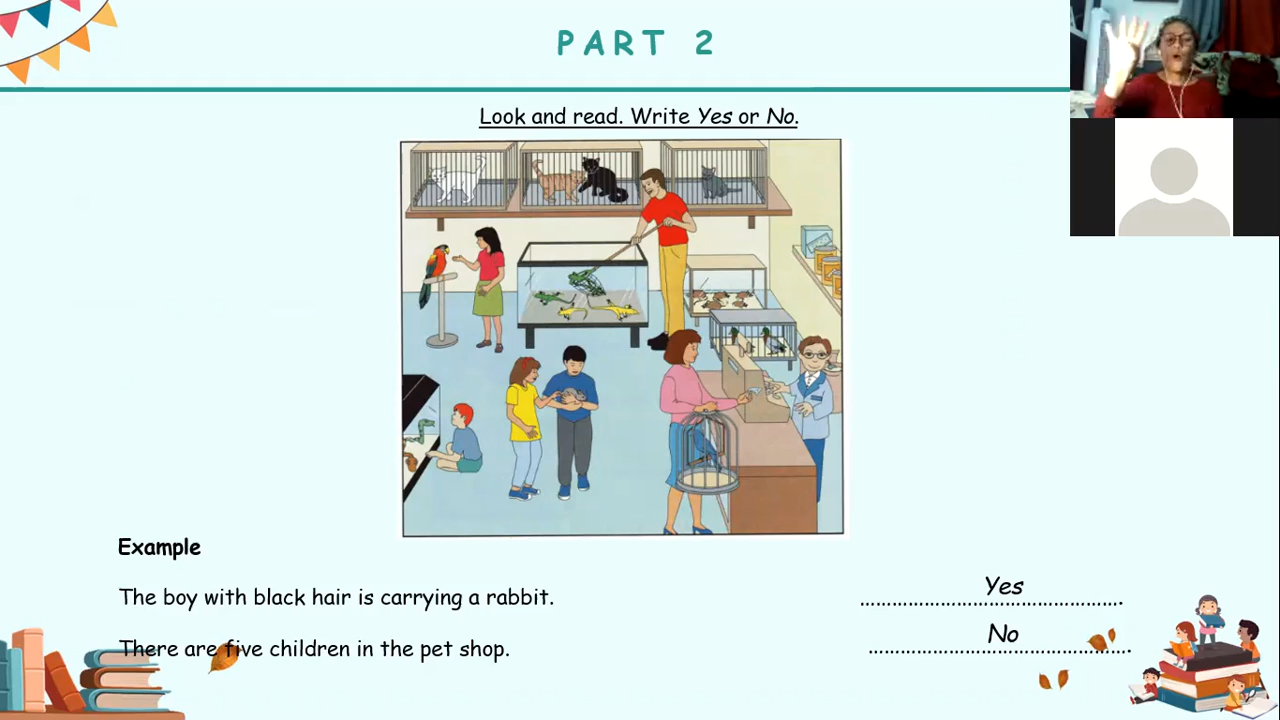 PART 2
Look and read. Write Yes or No.
Example
The boy with black hair is carrying a rabbit.
Yes
There are five children in the pet shop.
No